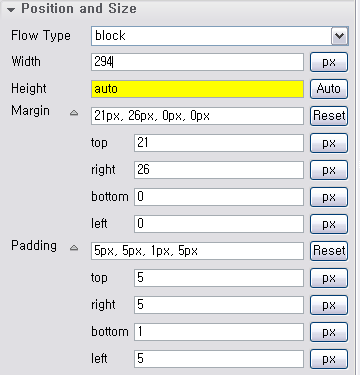 Position and Size
Flow Type block
Width 294 px
Height auto Auto
Margin 21px, 26px, 0px, 0px Reset
top 21 px
right 26 px
bottom 0 px
left 0 px
Padding 5px, 5px, 1px, 5px Reset
top 5 px
right 5 px
bottom 1 px
left 5 px